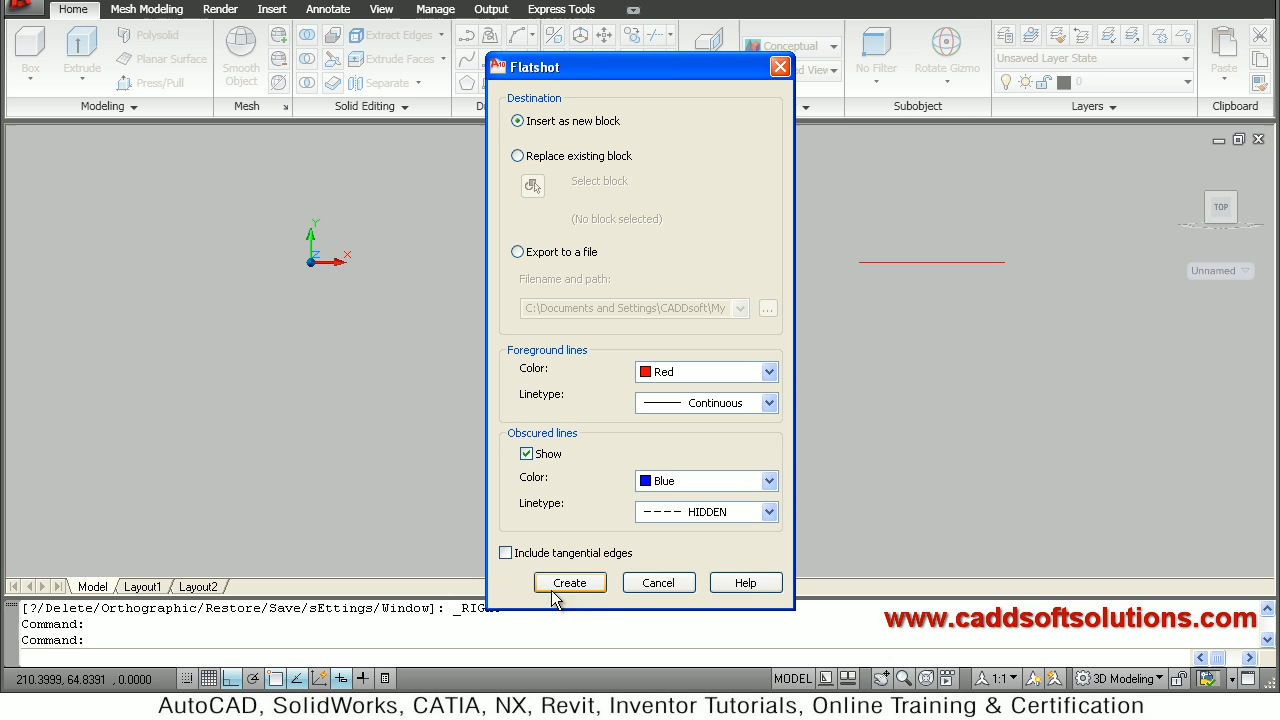 Home Mesh Modeling Render Insert Annotate View Manage Output Express Tools
Box Extrude Polysolid Planar Surface Press/Pull
Smooth Object
Extrude Edges Extrude Faces Separate
Conceptual
No Filter Rotate Gizmo
Unsaved Layer State
0
Paste
Modeling Mesh Solid Editing Subobject Layers Clipboard
Flatshot
Destination
Insert as new block
Replace existing block
Select block
(No block selected)
Export to a file
Filename and path:
C:\Documents and Settings\CADDsoft\My
...
Foreground lines
Color: Red
Linetype: Continuous
Obscured lines
Show
Color: Blue
Linetype: HIDDEN
Include tangential edges
Create Cancel Help
Y
Z X
TOP
Unnamed
Model Layout1 Layout2
[?/Delete/Orthographic/Restore/Save/sEttings/Window]: _RIGHT
Command:
Command:
www.caddsoftsolutions.com
210.3999, 64.8391 , 0.0000 MODEL 1:1 3D Modeling
AutoCAD, SolidWorks, CATIA, NX, Revit, Inventor Tutorials, Online Training & Certification